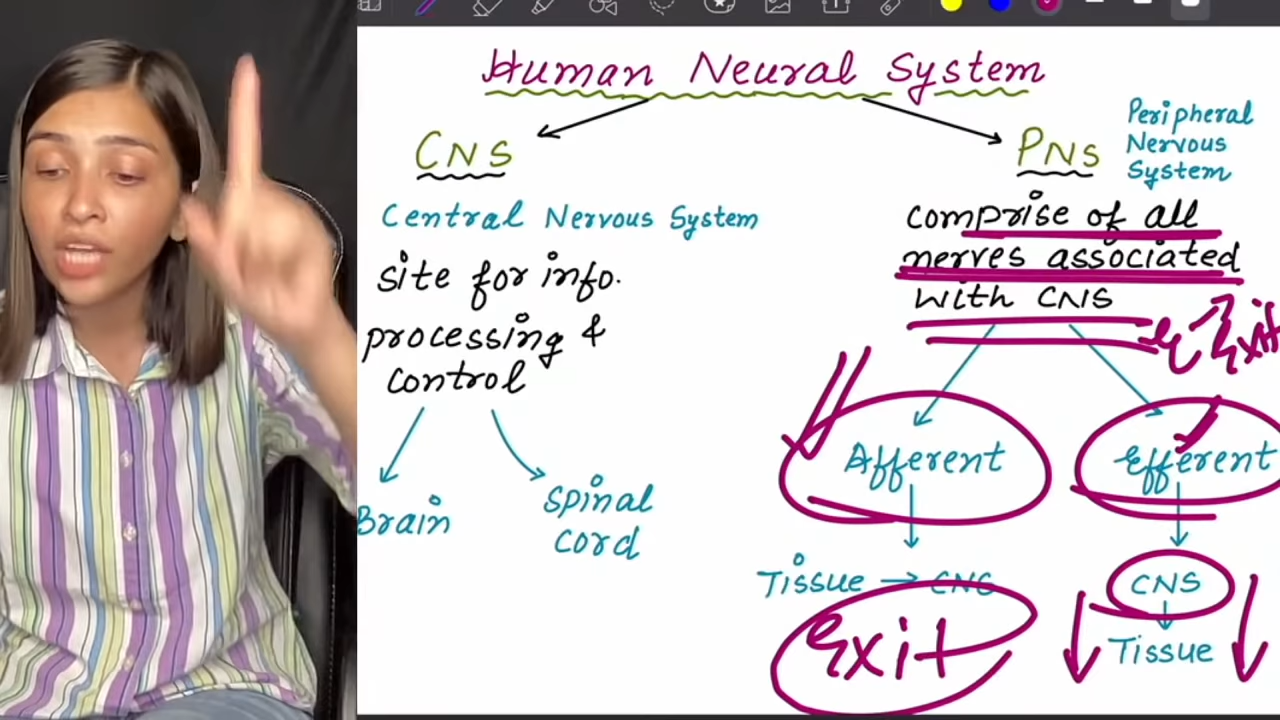 Human Neural System
CNS
Central Nervous System
site for info.
processing &
control
Brain
Spinal
cord
PNS
Peripheral
Nervous
System
comprise of all
nerves associated
with CNS
Exit
Afferent
Efferent
Tissue → CNS
Exit
CNS
Tissue